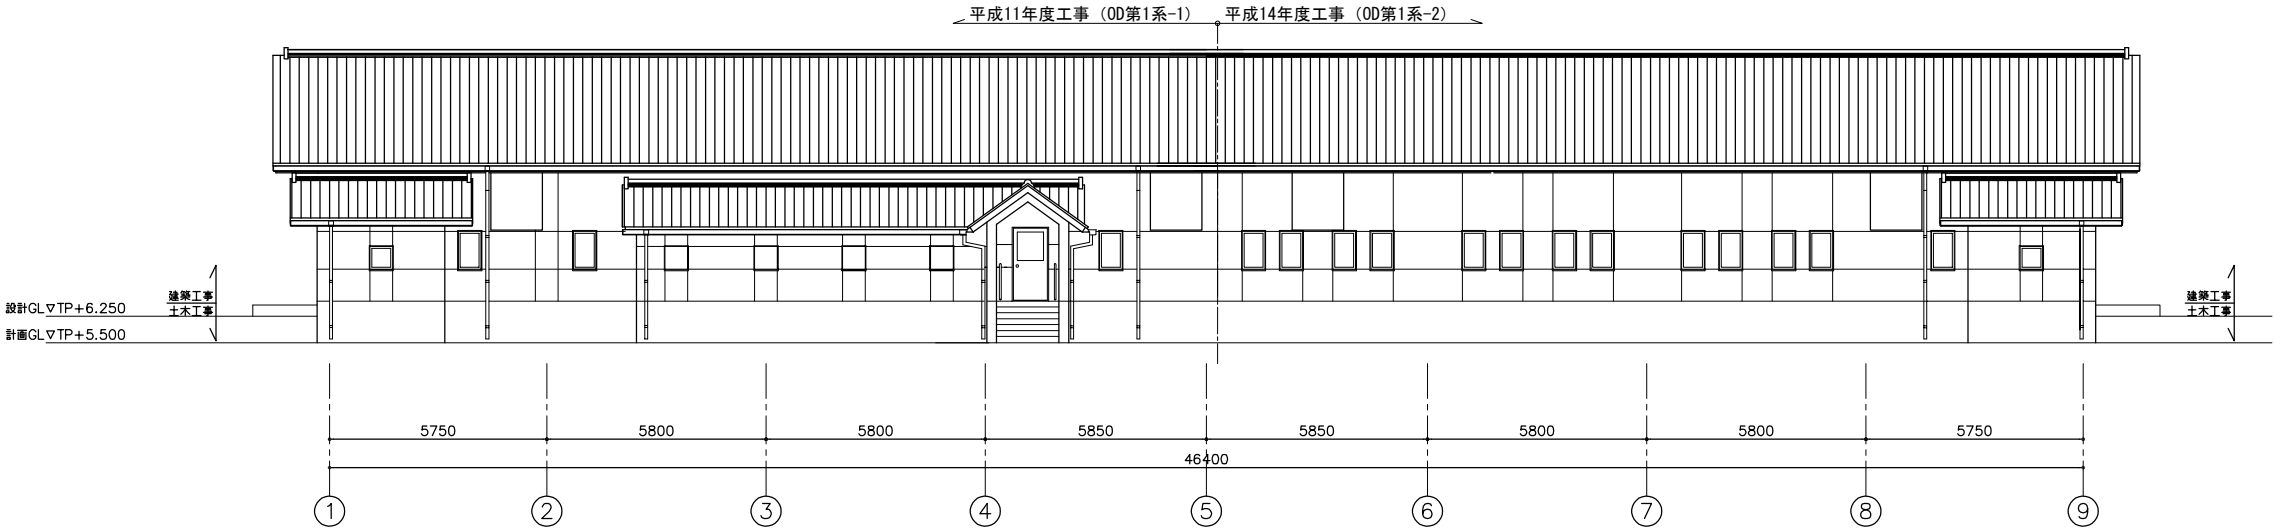 平成11年度工事（OD第1系-1） 平成14年度工事（OD第1系-2）
建築工事 建築工事
設計GL▽TP+6.250 土木工事 土木工事
計画GL▽TP+5.500
5750 5800 5800 5850 5850 5800 5800 5750
46400
1 2 3 4 5 6 7 8 9